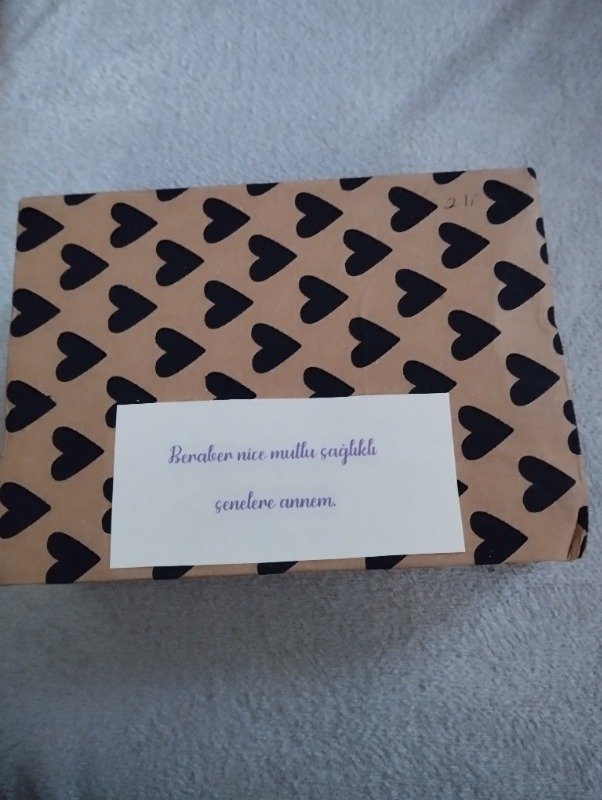 Beraber nice mutlu sağlıklı
senelere annem.